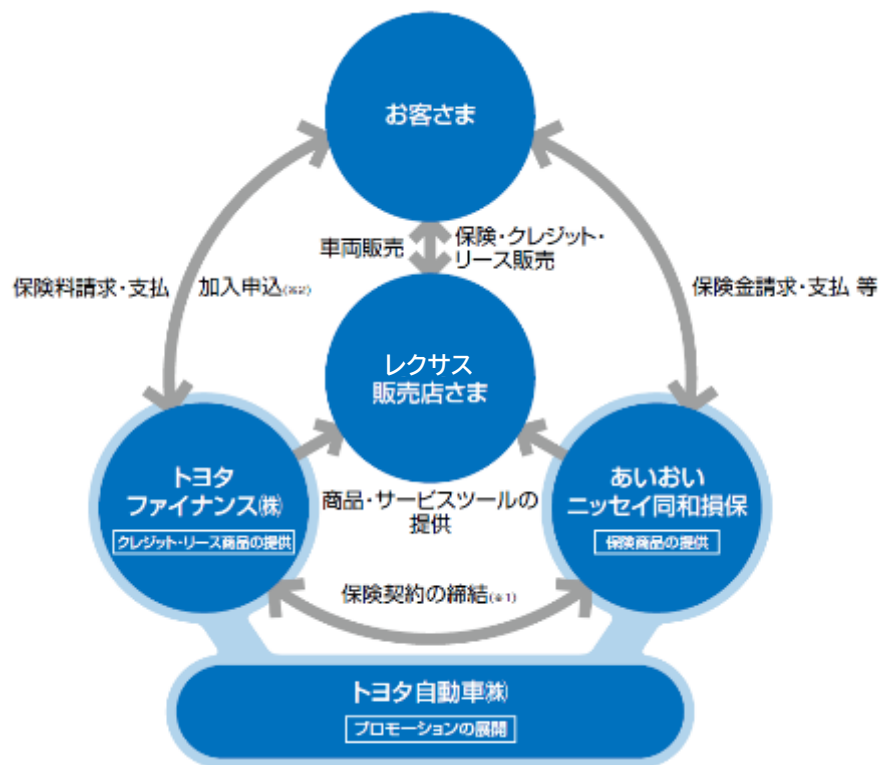 お客さま
車両販売
保険・クレジット・
リース販売
保険料請求・支払
加入申込(※2)
保険金請求・支払 等
レクサス
販売店さま
トヨタ
ファイナンス㈱
クレジット・リース商品の提供
あいおい
ニッセイ同和損保
保険商品の提供
商品・サービスツールの
提供
保険契約の締結(※1)
トヨタ自動車㈱
プロモーションの展開